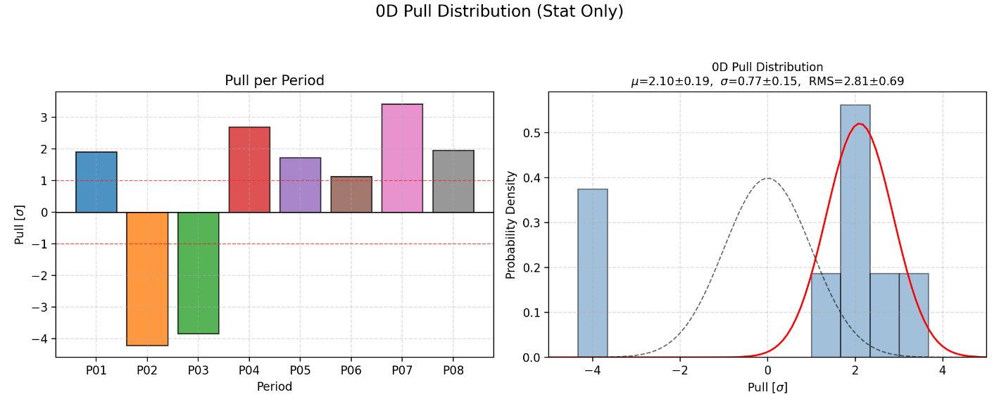 0D Pull Distribution (Stat Only)
Pull per Period
Pull [σ]
3
2
1
0
−1
−2
−3
−4
P01 P02 P03 P04 P05 P06 P07 P08
Period
0D Pull Distribution
μ=2.10±0.19, σ=0.77±0.15, RMS=2.81±0.69
Probability Density
0.5
0.4
0.3
0.2
0.1
0.0
−4 −2 0 2 4
Pull [σ]